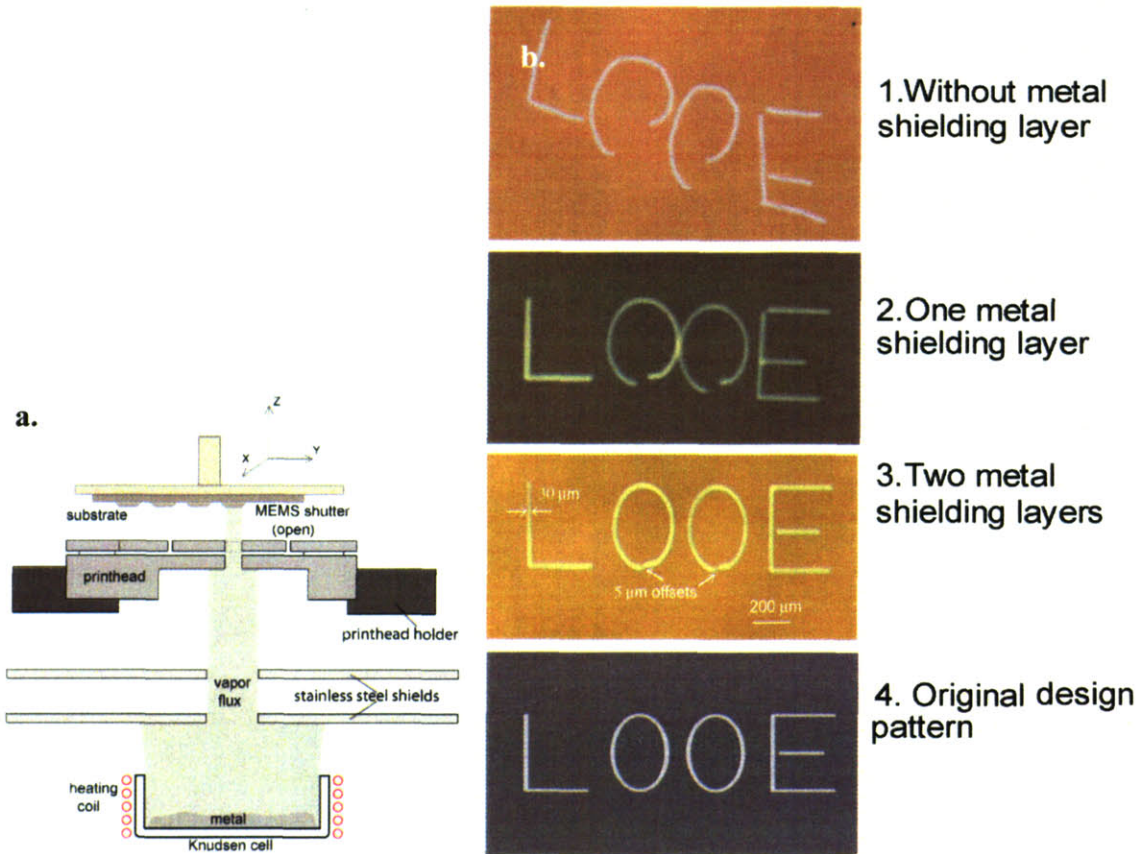 a.
Z
X
Y
substrate
MEMS shutter
(open)
printhead
printhead holder
vapor
flux
stainless steel shields
heating
coil
metal
Knudsen cell
b.
LOOE
1.Without metal
shielding layer
LOOE
2.One metal
shielding layer
LOOE
30 μm
5 μm offsets
200 μm
3.Two metal
shielding layers
LOOE
4. Original design
pattern